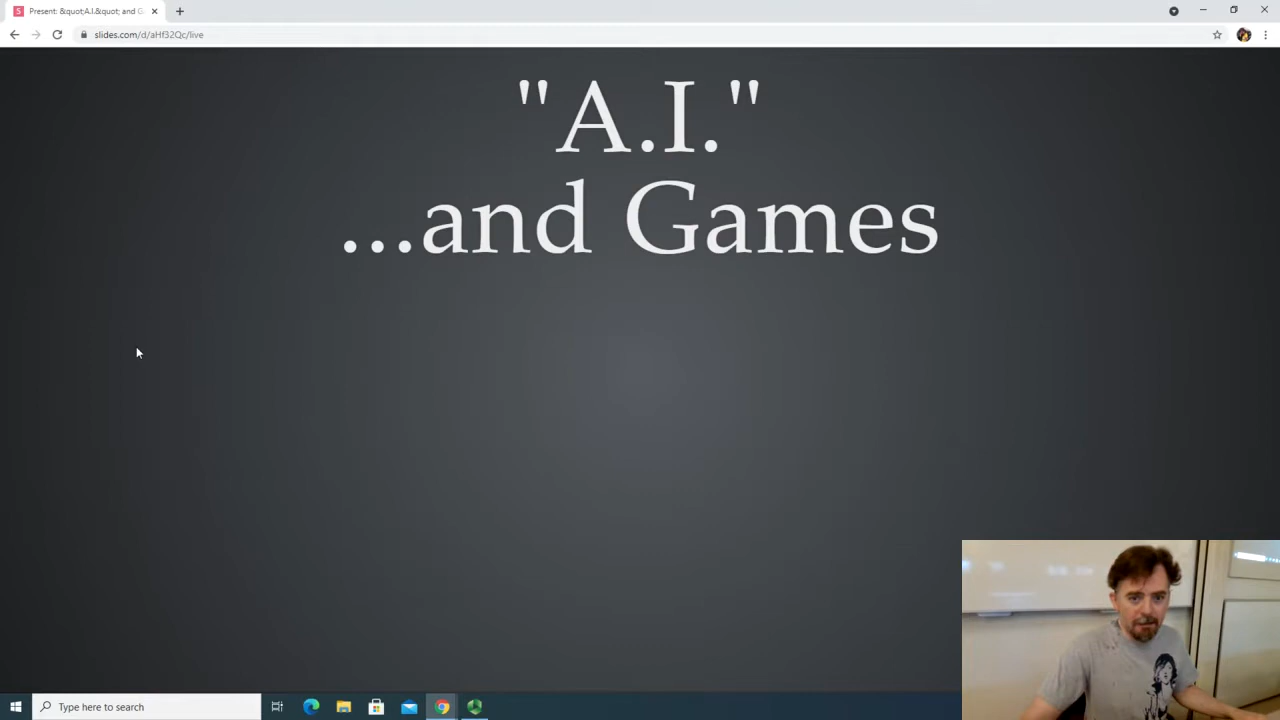 Present: &quot;A.I.&quot; and G
slides.com/d/aHf32Qc/live
"A.I."
...and Games
Type here to search